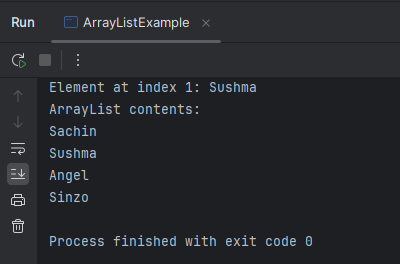 Run
ArrayListExample
Element at index 1: Sushma
ArrayList contents:
Sachin
Sushma
Angel
Sinzo
Process finished with exit code 0